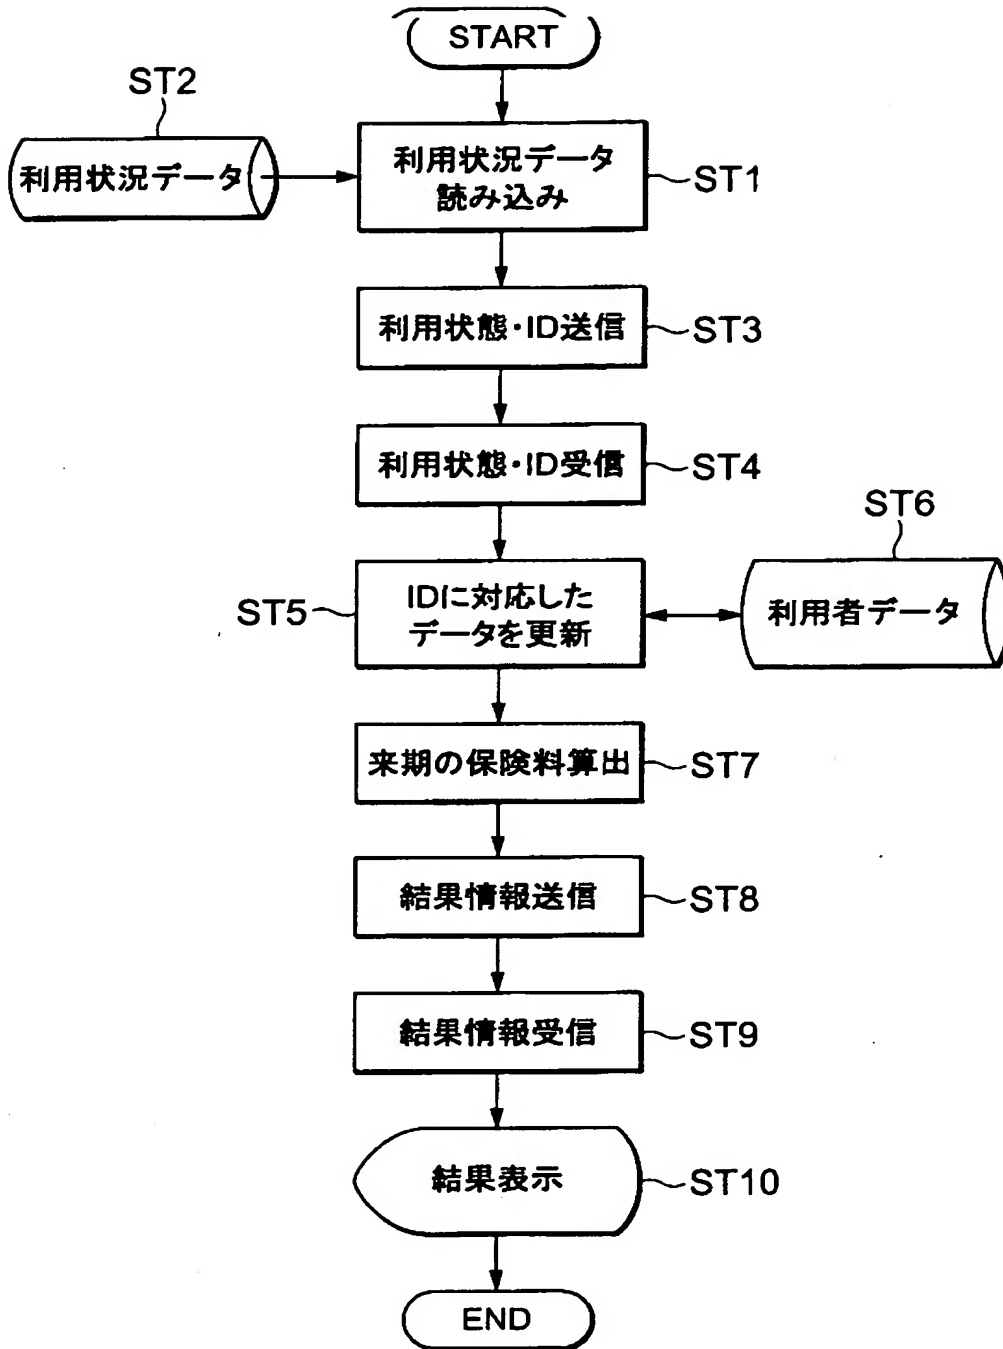 START
ST2
利用状況データ
利用状況データ
読み込み
ST1
利用状態・ID送信
ST3
利用状態・ID受信
ST4
ST6
ST5
IDに対応した
データを更新
利用者データ
来期の保険料算出
ST7
結果情報送信
ST8
結果情報受信
ST9
結果表示
ST10
END